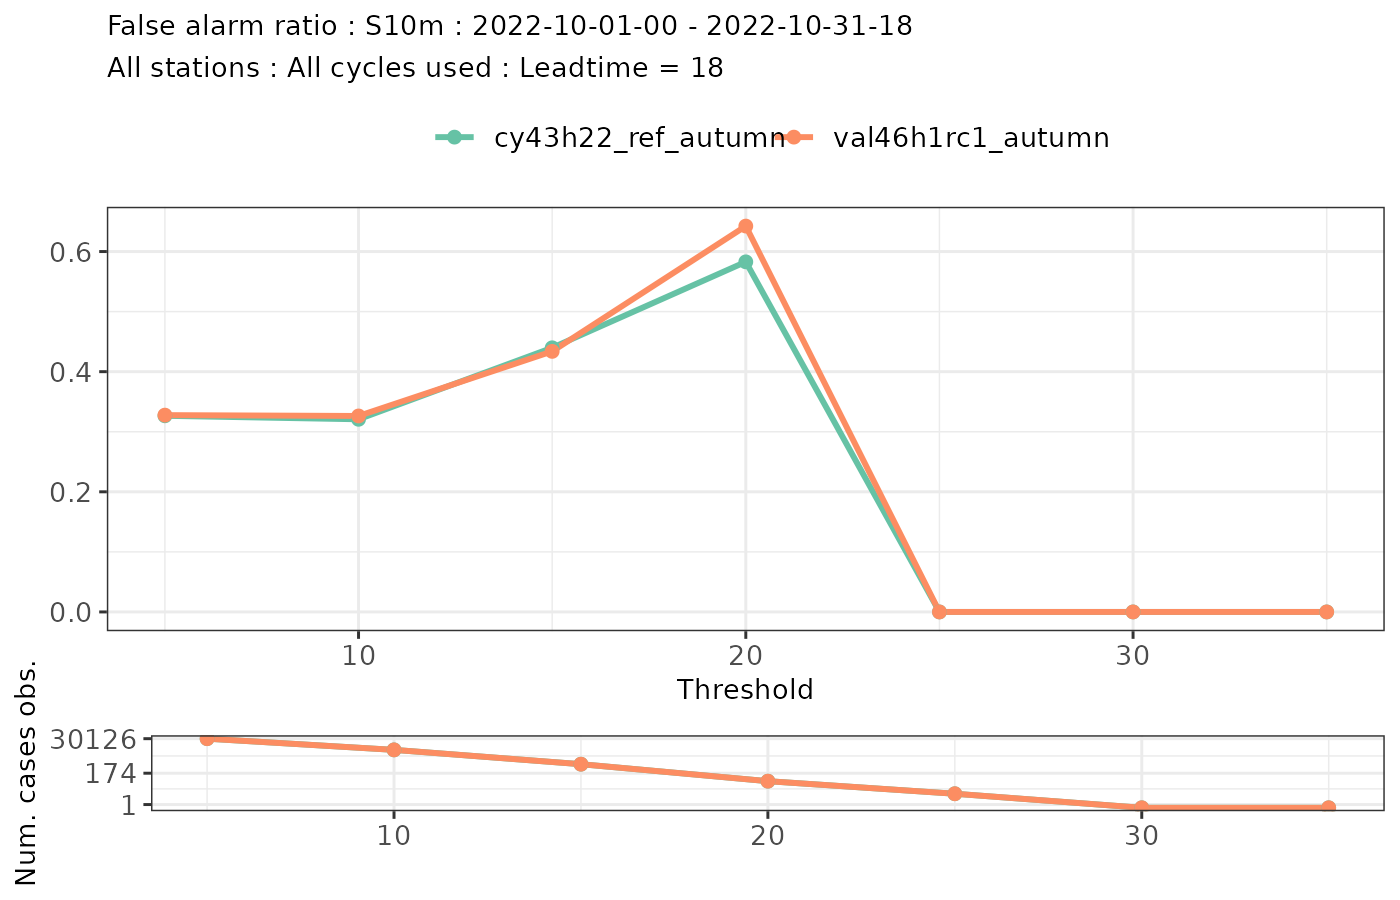 False alarm ratio : S10m : 2022-10-01-00 - 2022-10-31-18
All stations : All cycles used : Leadtime = 18
cy43h22_ref_autumn val46h1rc1_autumn
0.6
0.4
0.2
0.0
10 20 30
Threshold
Num. cases obs.
30126
174
1
10 20 30